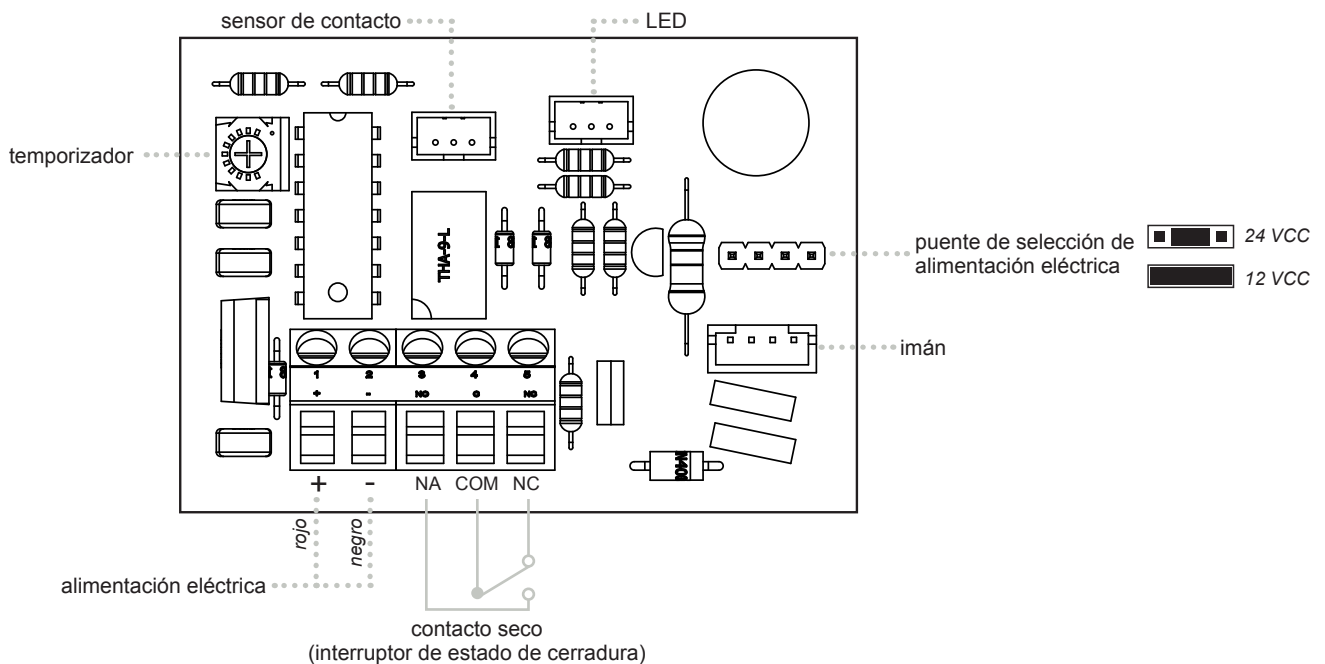 sensor de contacto
LED
temporizador
puente de selección de
alimentación eléctrica
24 VCC
12 VCC
THA-9-L
imán
1 2 3 4 5
+ - NO C NC
+ - NA COM NC
rojo
negro
alimentación eléctrica
contacto seco
(interruptor de estado de cerradura)